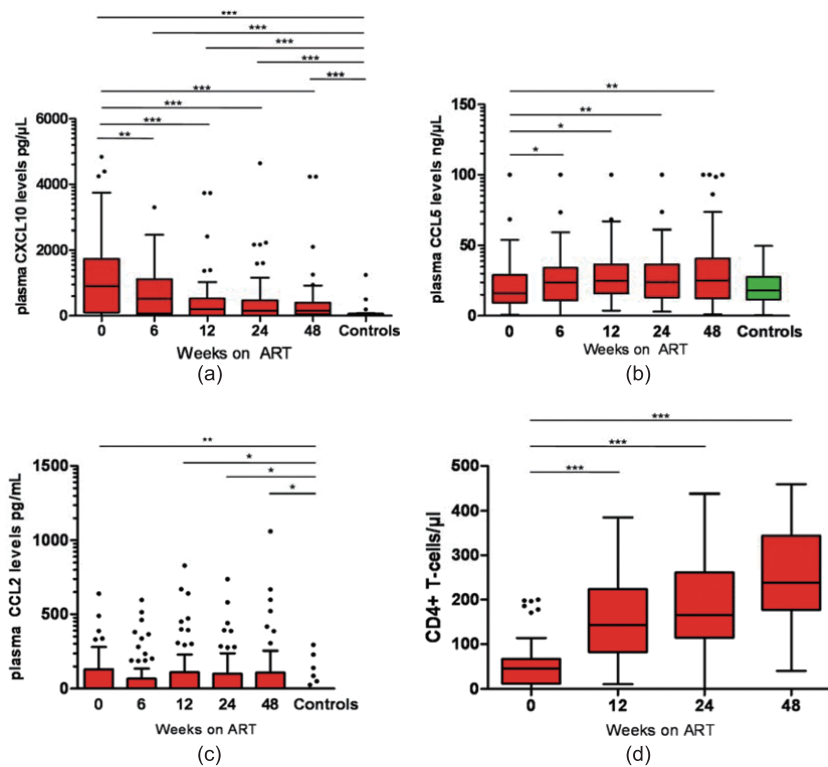 ***
***
***
***
***
***
***
***
**
plasma CXCL10 levels pg/µL
6000
4000
2000
0
0 6 12 24 48 Controls
Weeks on ART
(a)
**
**
*
*
plasma CCL5 levels ng/µL
150
100
50
0
0 6 12 24 48 Controls
Weeks on ART
(b)
**
*
*
*
plasma CCL2 levels pg/mL
1500
1000
500
0
0 6 12 24 48 Controls
Weeks on ART
(c)
***
***
***
CD4+ T-cells/µl
500
400
300
200
100
0
0 12 24 48
Weeks on ART
(d)